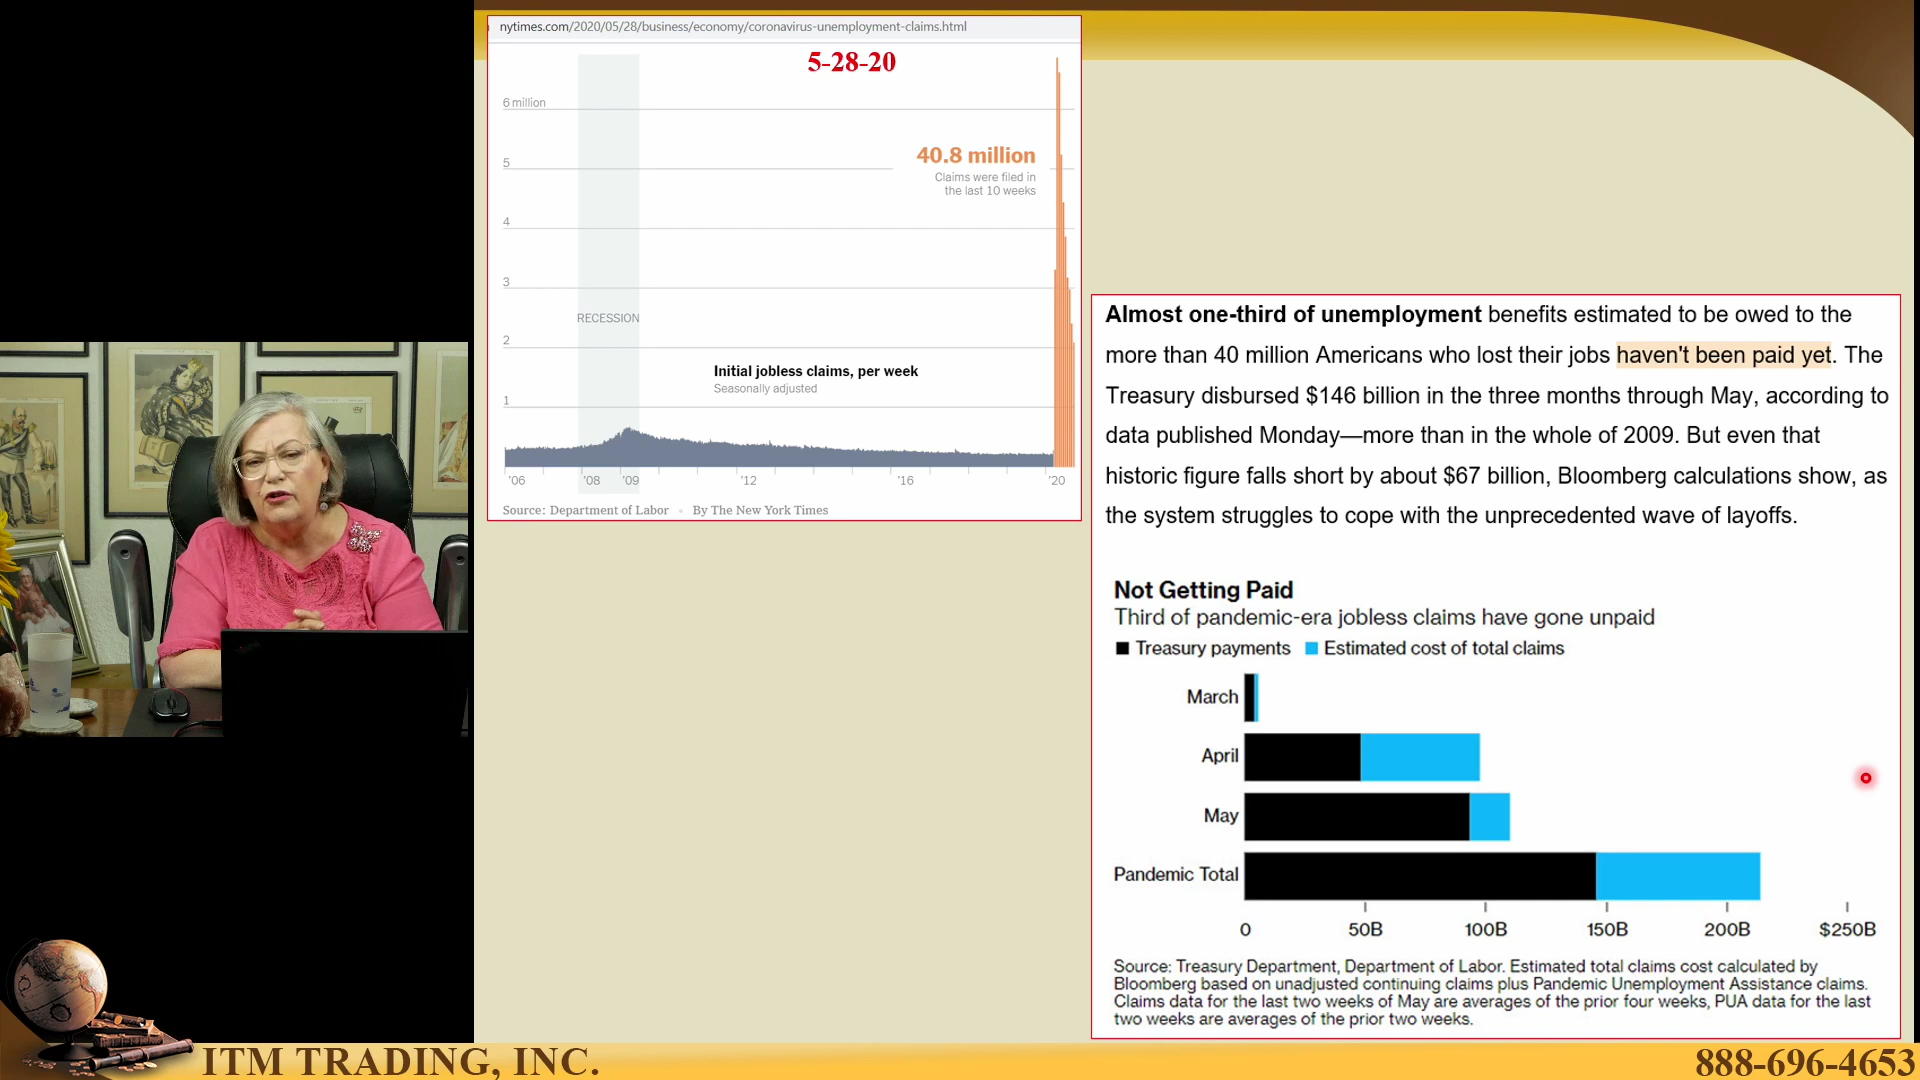 nytimes.com/2020/05/28/business/economy/coronavirus-unemployment-claims.html
5-28-20
6 million
40.8 million
Claims were filed in
the last 10 weeks
5
4
3
RECESSION
2
Initial jobless claims, per week
Seasonally adjusted
1
'06
'08
'09
'12
'16
'20
Source: Department of Labor • By The New York Times
Almost one-third of unemployment benefits estimated to be owed to the
more than 40 million Americans who lost their jobs haven't been paid yet. The
Treasury disbursed $146 billion in the three months through May, according to
data published Monday—more than in the whole of 2009. But even that
historic figure falls short by about $67 billion, Bloomberg calculations show, as
the system struggles to cope with the unprecedented wave of layoffs.
Not Getting Paid
Third of pandemic-era jobless claims have gone unpaid
Treasury payments Estimated cost of total claims
March
April
May
Pandemic Total
0 50B 100B 150B 200B $250B
Source: Treasury Department, Department of Labor. Estimated total claims cost calculated by
Bloomberg based on unadjusted continuing claims plus Pandemic Unemployment Assistance claims.
Claims data for the last two weeks of May are averages of the prior four weeks, PUA data for the last
two weeks are averages of the prior two weeks.
ITM TRADING, INC.
888-696-4653